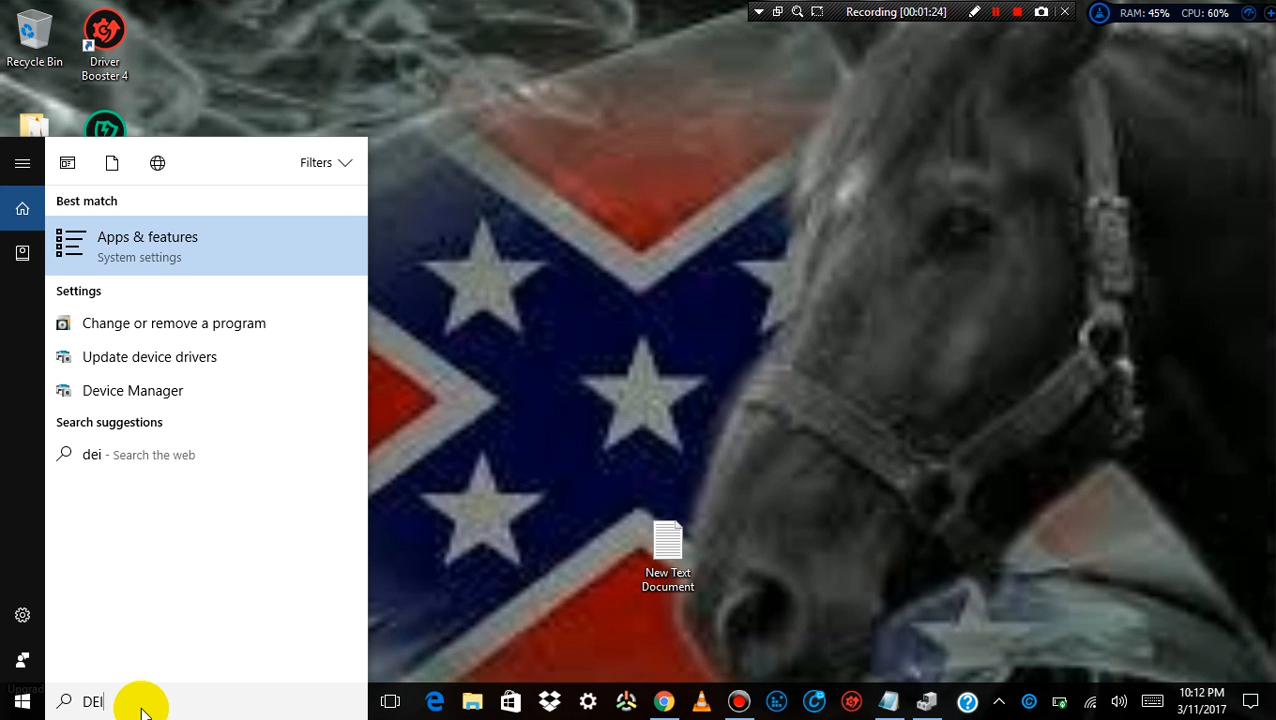 Recording [00:01:24]
RAM: 45% CPU: 60%
Recycle Bin
Driver
Booster 4
Filters
Best match
Apps & features
System settings
Settings
Change or remove a program
Update device drivers
Device Manager
Search suggestions
dei - Search the web
New Text
Document
Upgrad
DEI
10:12 PM
3/11/2017